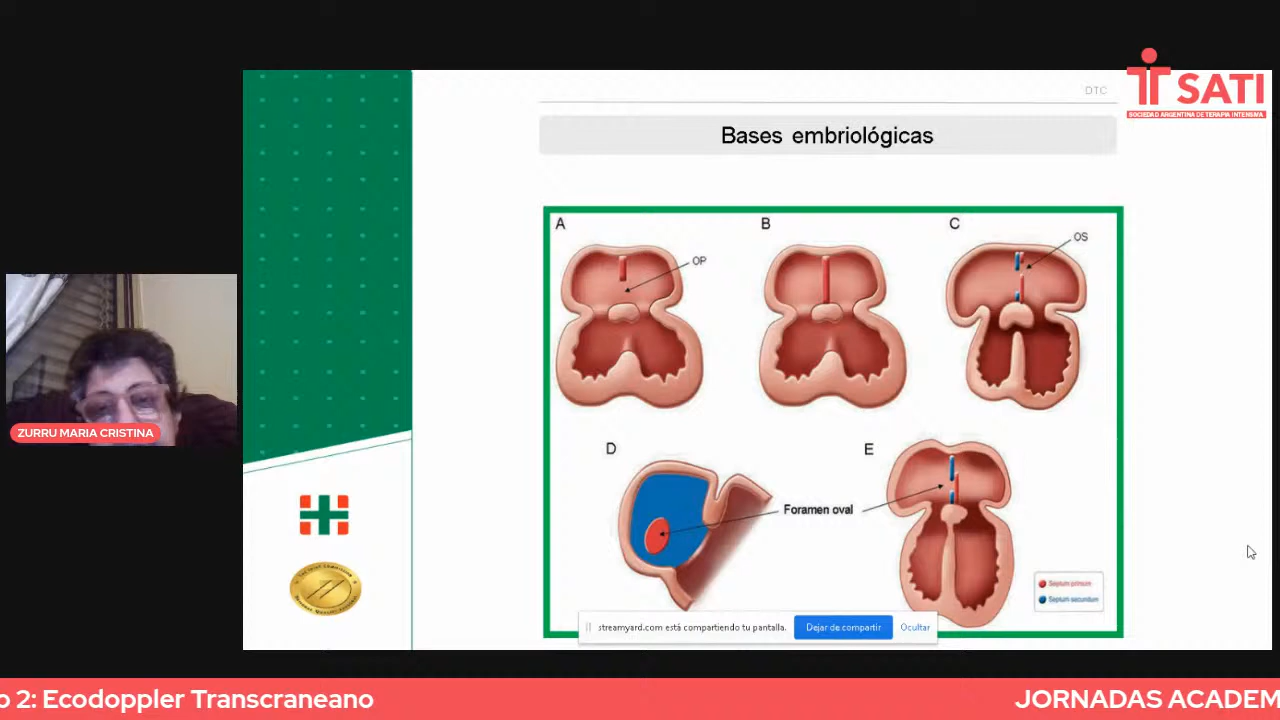 DTC
SATI
SOCIEDAD ARGENTINA DE TERAPIA INTENSIVA
Bases embriológicas
A
B
C
OP
OS
D
E
Foramen oval
Septum primum
Septum secundum
ZURRU MARIA CRISTINA
streamyard.com está compartiendo tu pantalla.
Dejar de compartir
Ocultar
o 2: Ecodoppler Transcraneano
JORNADAS ACADEM